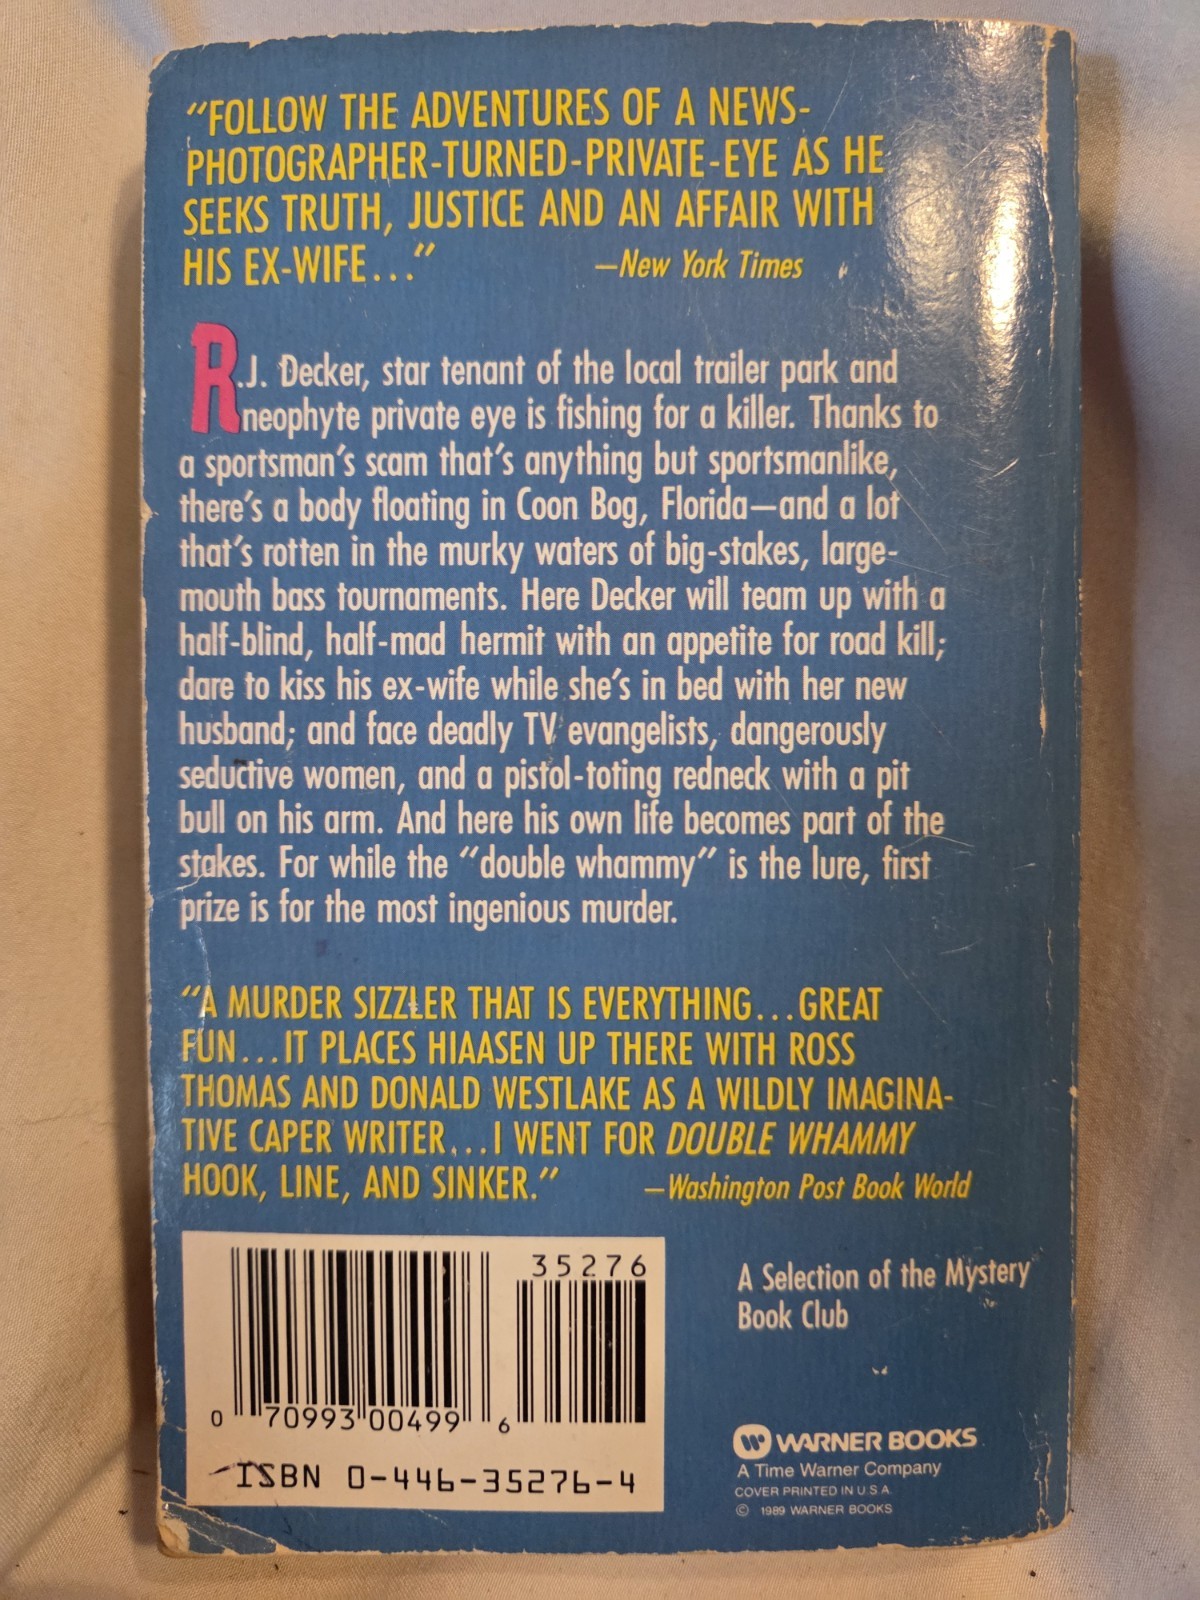 "FOLLOW THE ADVENTURES OF A NEWS-
PHOTOGRAPHER-TURNED-PRIVATE-EYE AS HE
SEEKS TRUTH, JUSTICE AND AN AFFAIR WITH
HIS EX-WIFE..." —New York Times
R.J. Decker, star tenant of the local trailer park and
neophyte private eye is fishing for a killer. Thanks to
a sportsman's scam that's anything but sportsmanlike,
there's a body floating in Coon Bog, Florida—and a lot
that's rotten in the murky waters of big-stakes, large-
mouth bass tournaments. Here Decker will team up with a
half-blind, half-mad hermit with an appetite for road kill;
dare to kiss his ex-wife while she's in bed with her new
husband; and face deadly TV evangelists, dangerously
seductive women, and a pistol-toting redneck with a pit
bull on his arm. And here his own life becomes part of the
stakes. For while the "double whammy" is the lure, first
prize is for the most ingenious murder.
"A MURDER SIZZLER THAT IS EVERYTHING...GREAT
FUN...IT PLACES HIAASEN UP THERE WITH ROSS
THOMAS AND DONALD WESTLAKE AS A WILDLY IMAGINA-
TIVE CAPER WRITER...I WENT FOR DOUBLE WHAMMY
HOOK, LINE, AND SINKER." —Washington Post Book World
35276
0 70993 00499 6
ISBN 0-446-35276-4
A Selection of the Mystery
Book Club
W WARNER BOOKS
A Time Warner Company
COVER PRINTED IN U.S.A.
© 1989 WARNER BOOKS